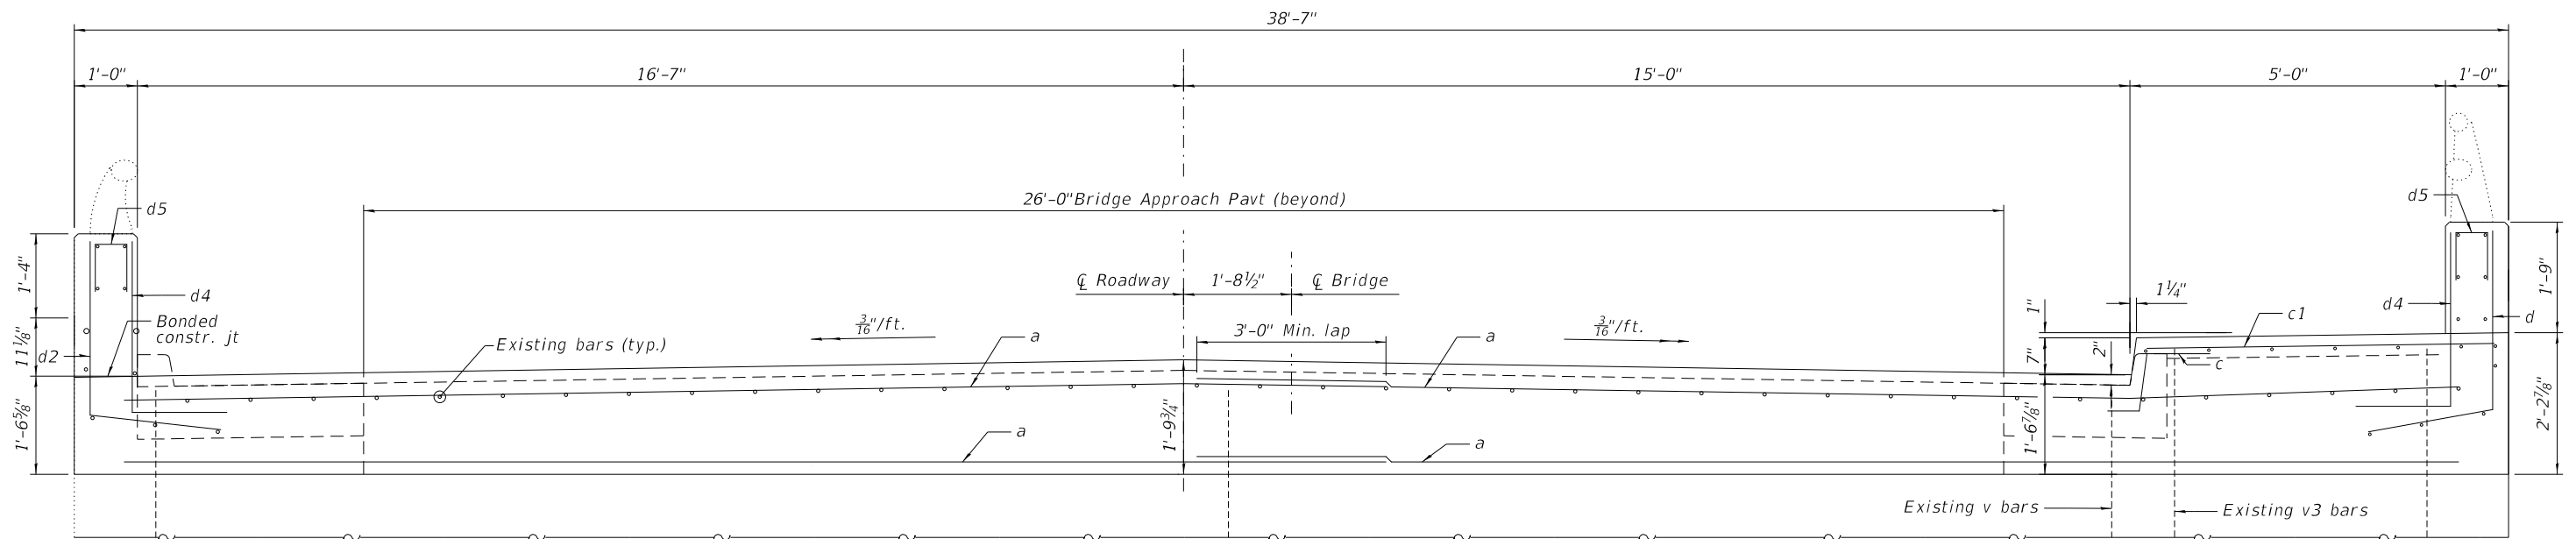 38'-7"
1'-0"
16'-7"
15'-0"
5'-0"
1'-0"
26'-0"Bridge Approach Pavt (beyond)
d5
d5
1'-4"
1'-9"
℄ Roadway
1'-8½"
℄ Bridge
1¼"
d4
d4
1"
c1
d
Bonded
constr. jt
3/16"/ft.
3/16"/ft.
3'-0" Min. lap
a
a
Existing bars (typ.)
11⅛"
d2
7"
2"
c
1'-6⅝"
1'-9¾"
1'-6⅞"
2'-2⅞"
a
a
Existing v bars
Existing v3 bars